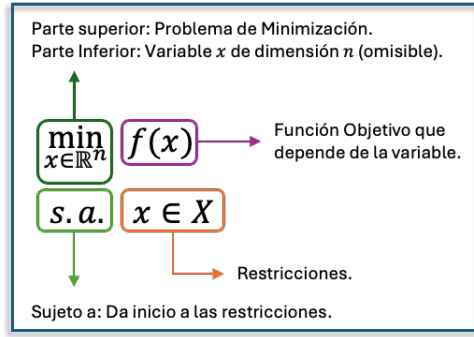 Parte superior: Problema de Minimización.
Parte Inferior: Variable x de dimensión n (omisible).
min f(x)
x∈ℝⁿ
Función Objetivo que
depende de la variable.
s. a. x ∈ X
Restricciones.
Sujeto a: Da inicio a las restricciones.